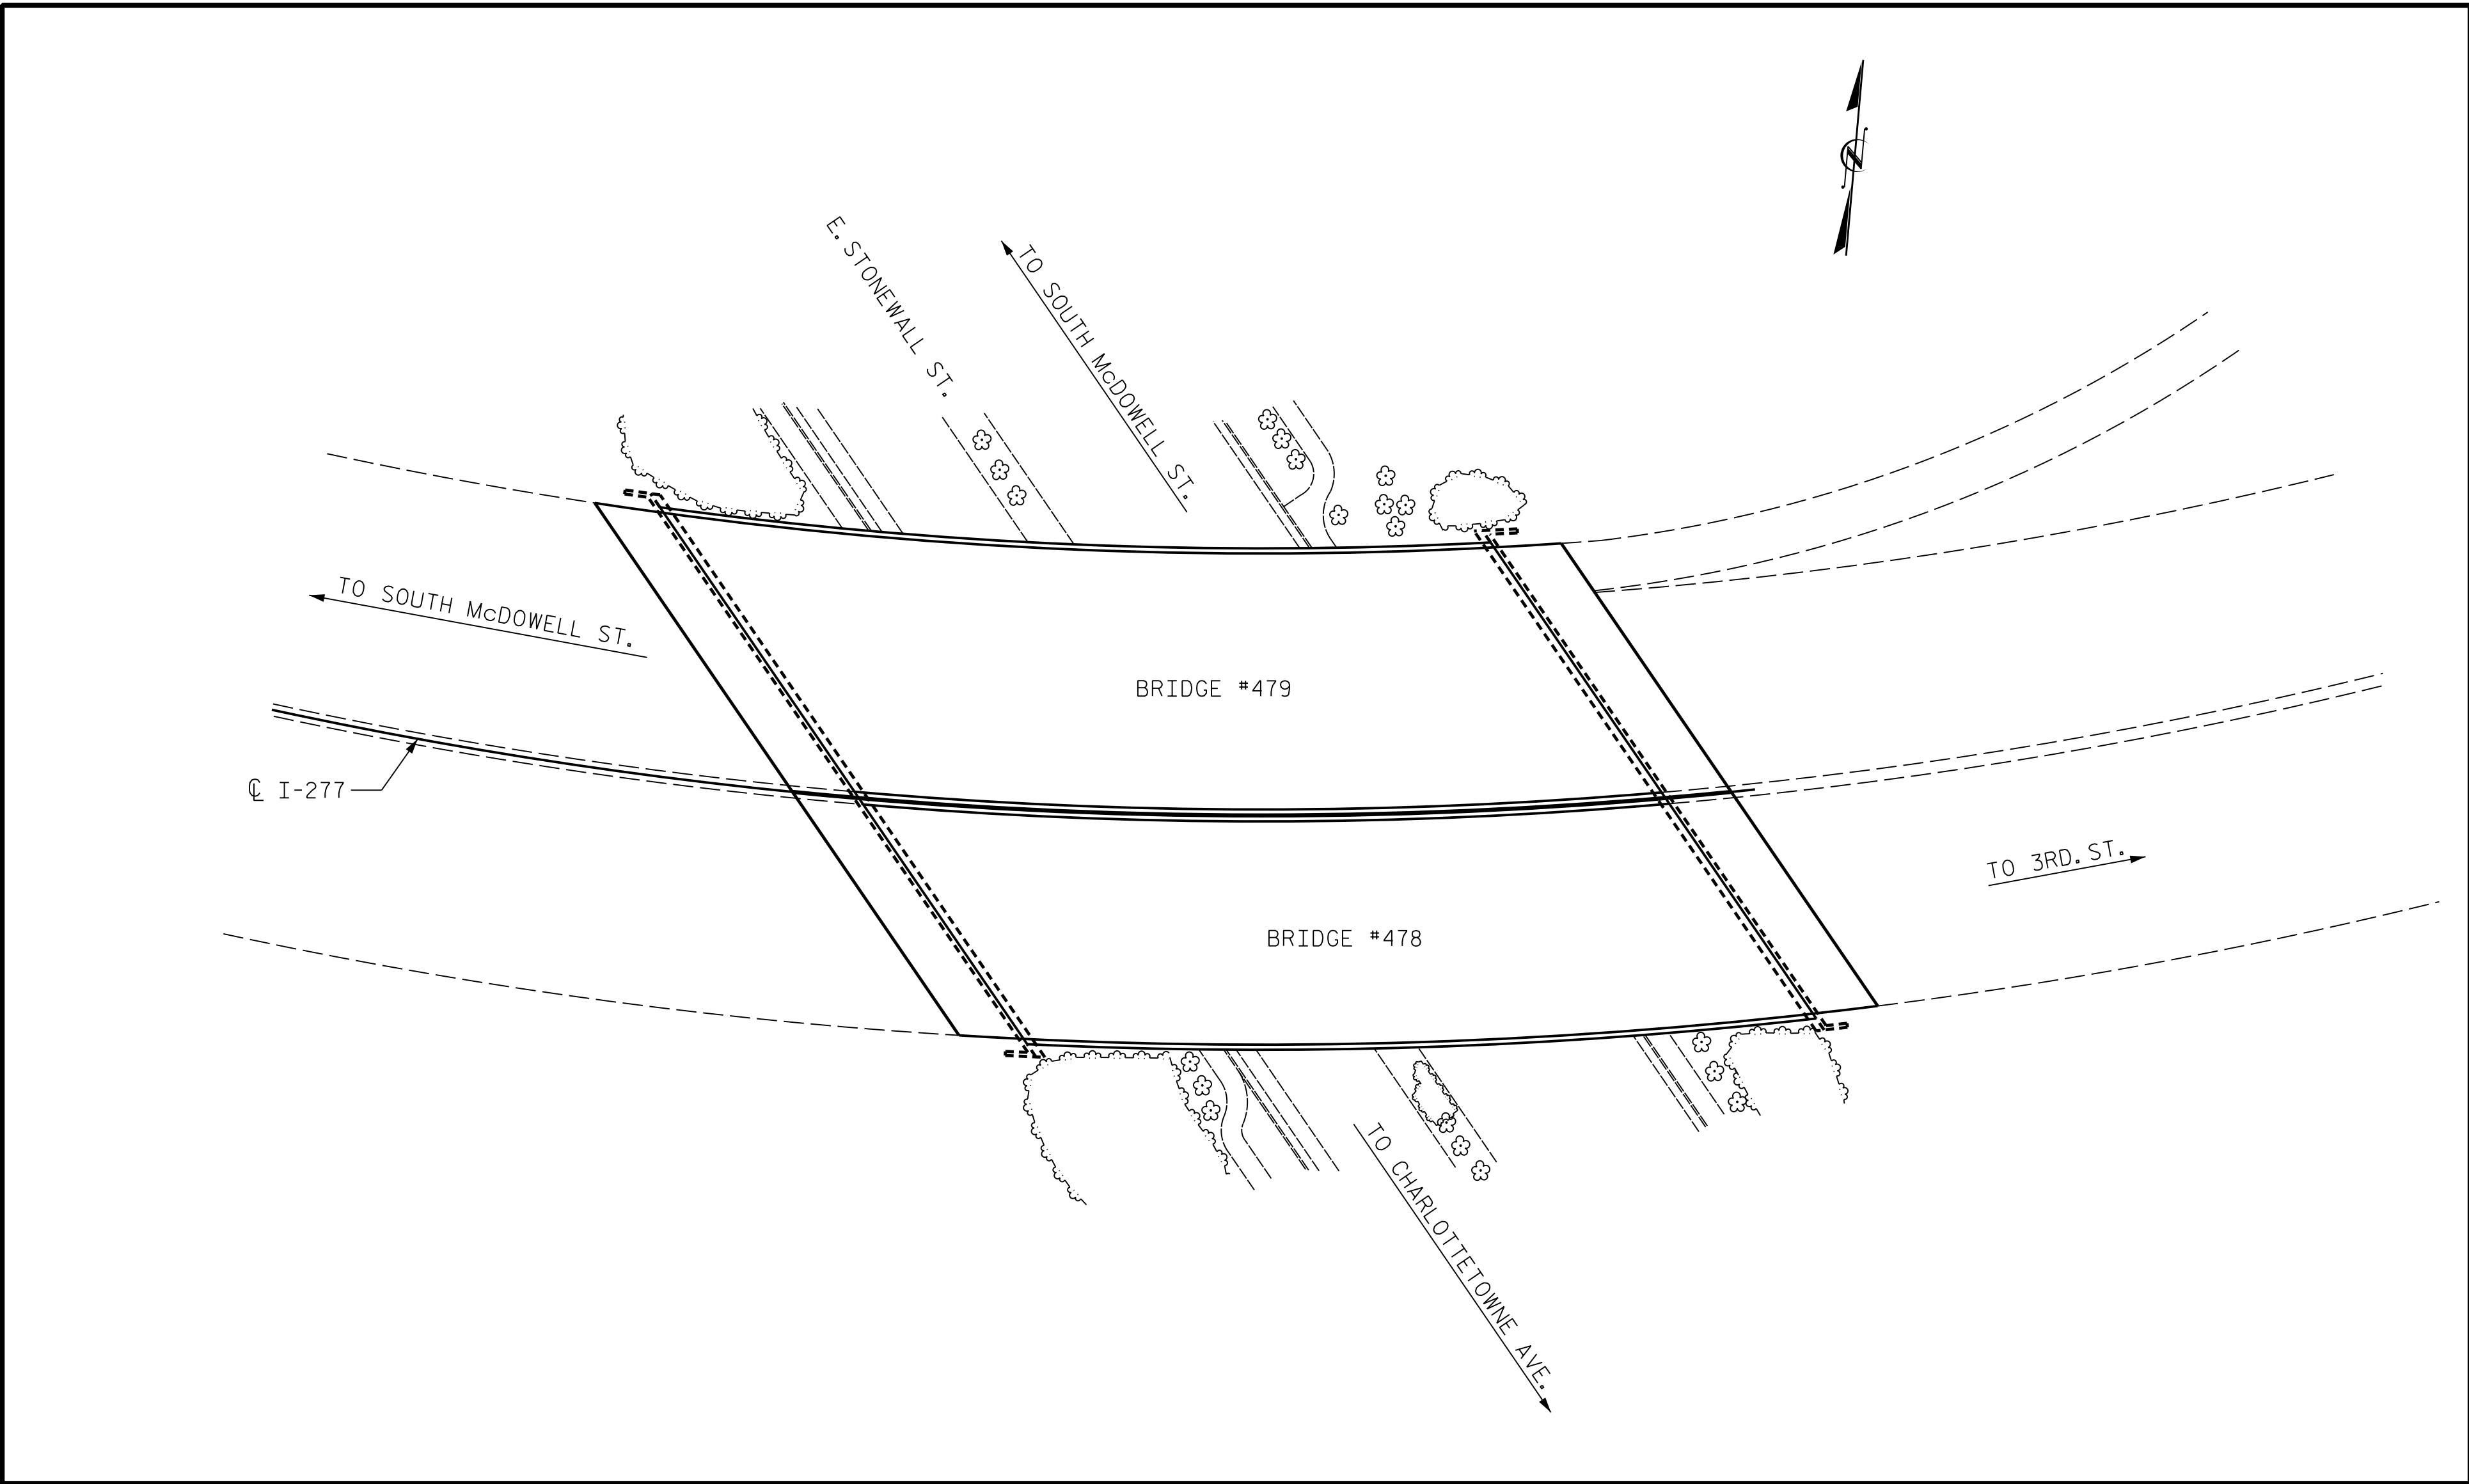 N
E. STONEWALL ST.
TO SOUTH McDOWELL ST.
TO SOUTH McDOWELL ST.
BRIDGE #479
℄ I-277
TO 3RD. ST.
BRIDGE #478
TO CHARLOTTETOWNE AVE.